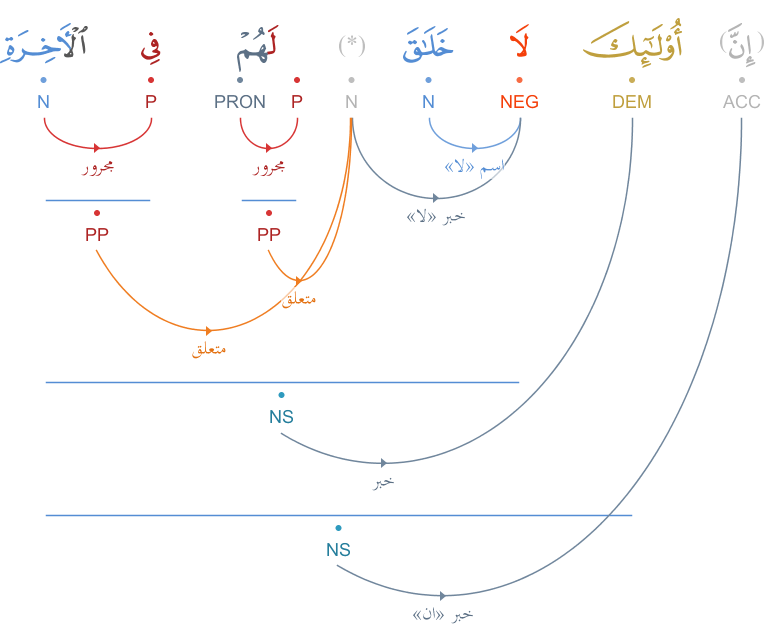 (إِنَّ) أُوْلَـٰٓئِكَ لَا خَلَـٰقَ (*) لَهُمْ فِى ٱلْـَٔاخِرَةِ
ACC DEM NEG N N P PRON P N
مجرور مجرور اسم «لا»
خبر «لا»
PP PP
متعلق
متعلق
NS
خبر
NS
خبر «ان»